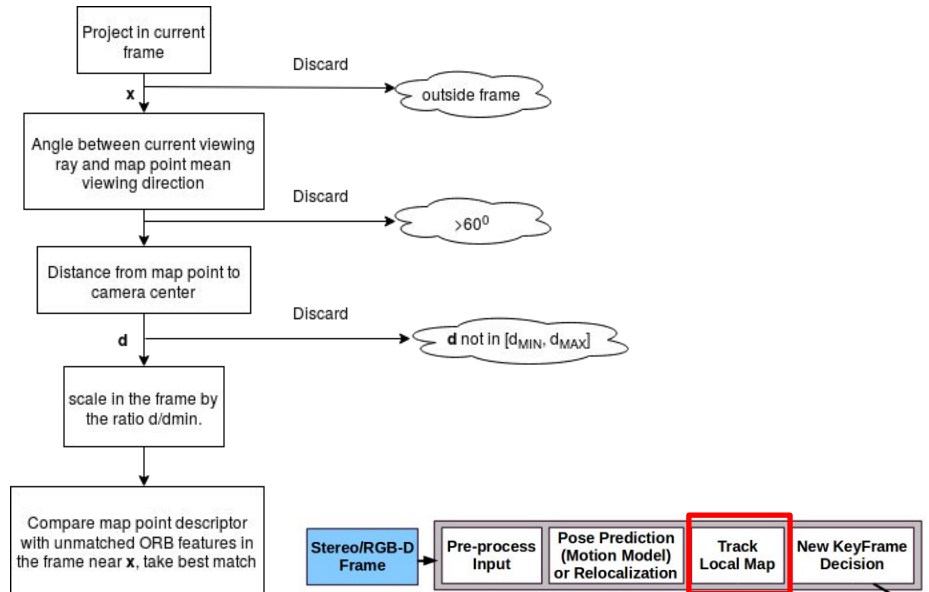 Project in current
frame
Discard
x
outside frame
Angle between current viewing
ray and map point mean
viewing direction
Discard
>60⁰
Distance from map point to
camera center
Discard
d
d not in [dMIN, dMAX]
scale in the frame by
the ratio d/dmin.
Compare map point descriptor
with unmatched ORB features in
the frame near x, take best match
Stereo/RGB-D
Frame
Pre-process
Input
Pose Prediction
(Motion Model)
or Relocalization
Track
Local Map
New KeyFrame
Decision